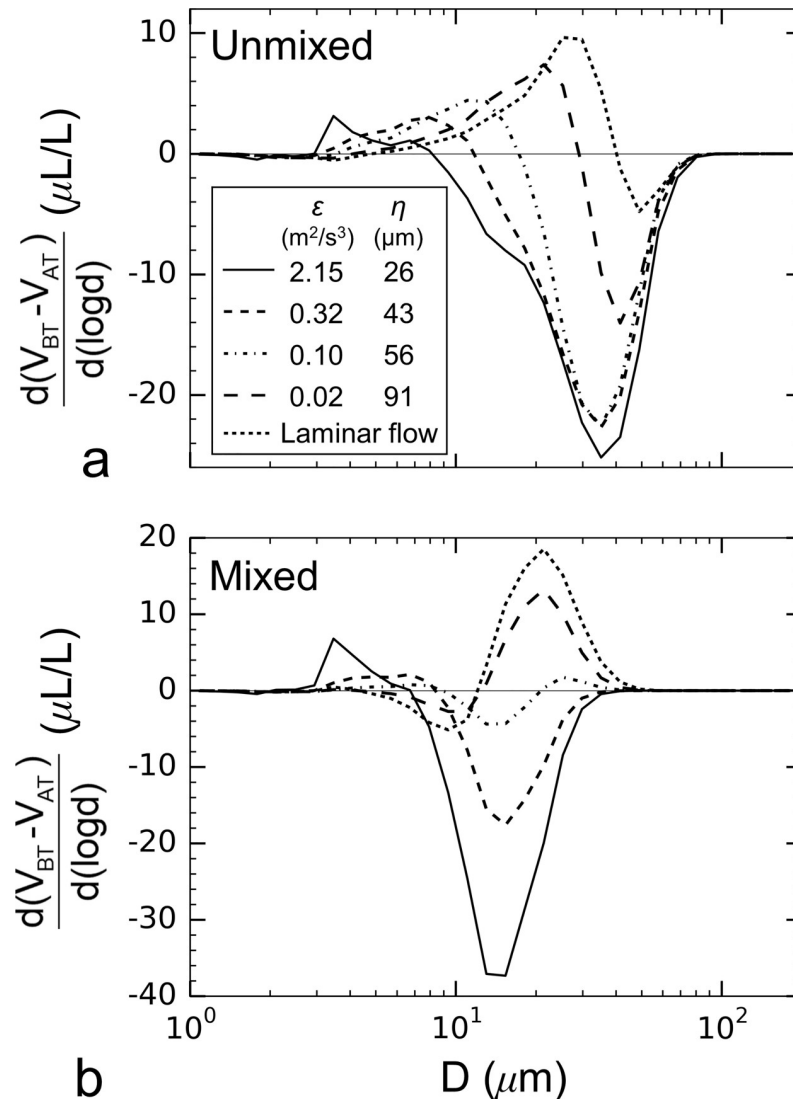 10
0
-10
-20
Unmixed
d(V_BT - V_AT)
d(logd)
(μL/L)
ε η
(m²/s³) (μm)
2.15 26
0.32 43
0.10 56
0.02 91
Laminar flow
a
20
10
0
-10
-20
-30
-40
Mixed
d(V_BT - V_AT)
d(logd)
(μL/L)
10⁰ 10¹ 10²
D (μm)
b